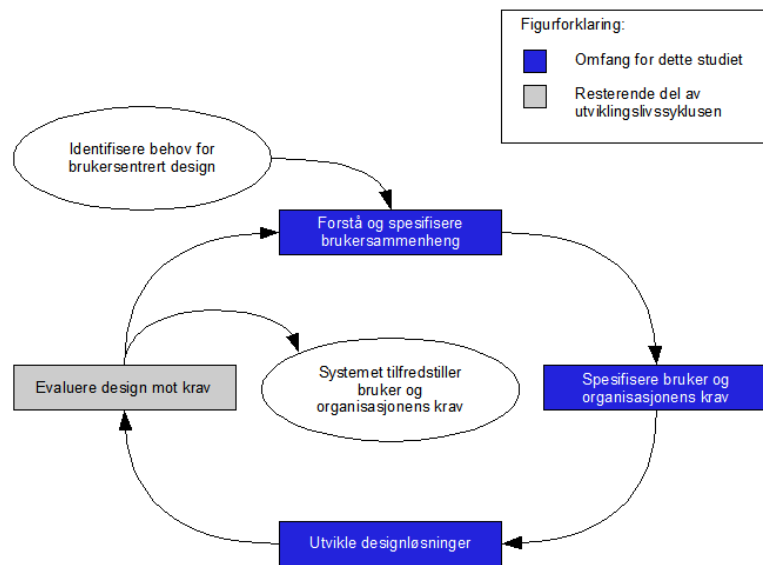 Figurforklaring:
Omfang for dette studiet
Resterende del av
utviklingslivssyklusen
Identifisere behov for
brukersentrert design
Forstå og spesifisere
brukersammenheng
Evaluere design mot krav
Systemet tilfredstiller
bruker og
organisasjonens krav
Spesifisere bruker og
organisasjonens krav
Utvikle designløsninger